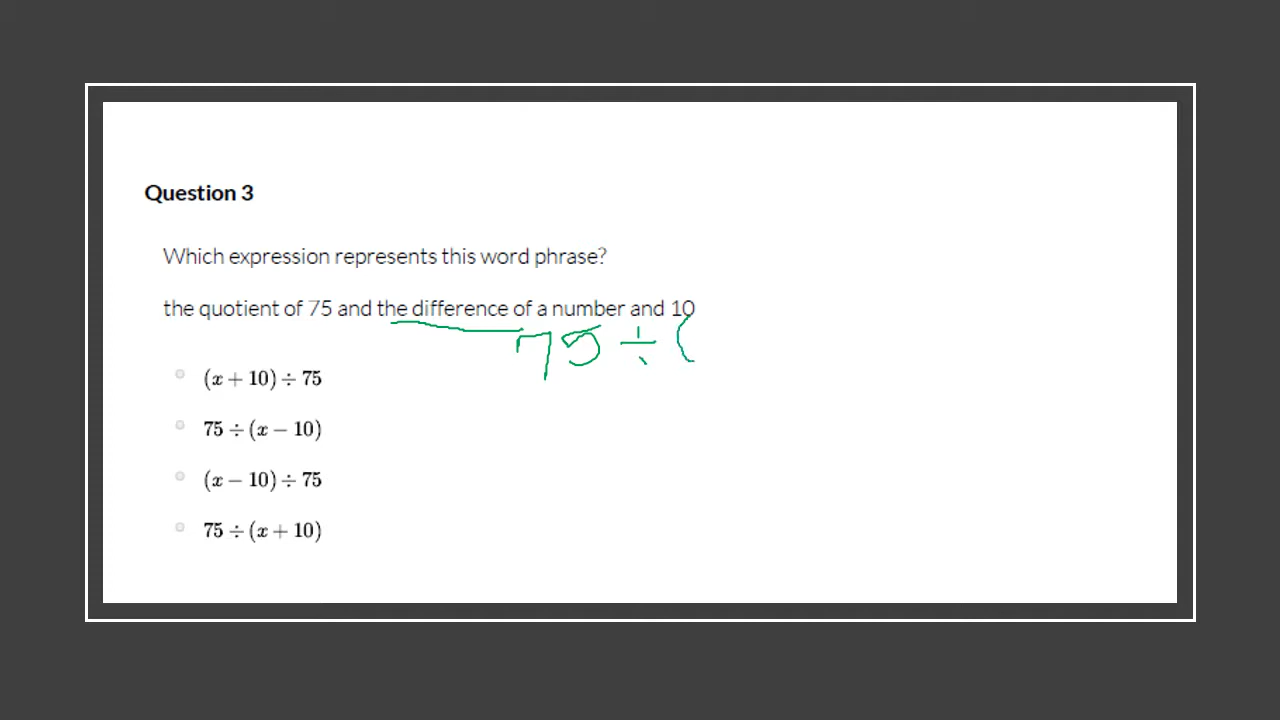 Question 3
Which expression represents this word phrase?
the quotient of 75 and the difference of a number and 10
75 ÷ (
(x + 10) ÷ 75
75 ÷ (x − 10)
(x − 10) ÷ 75
75 ÷ (x + 10)